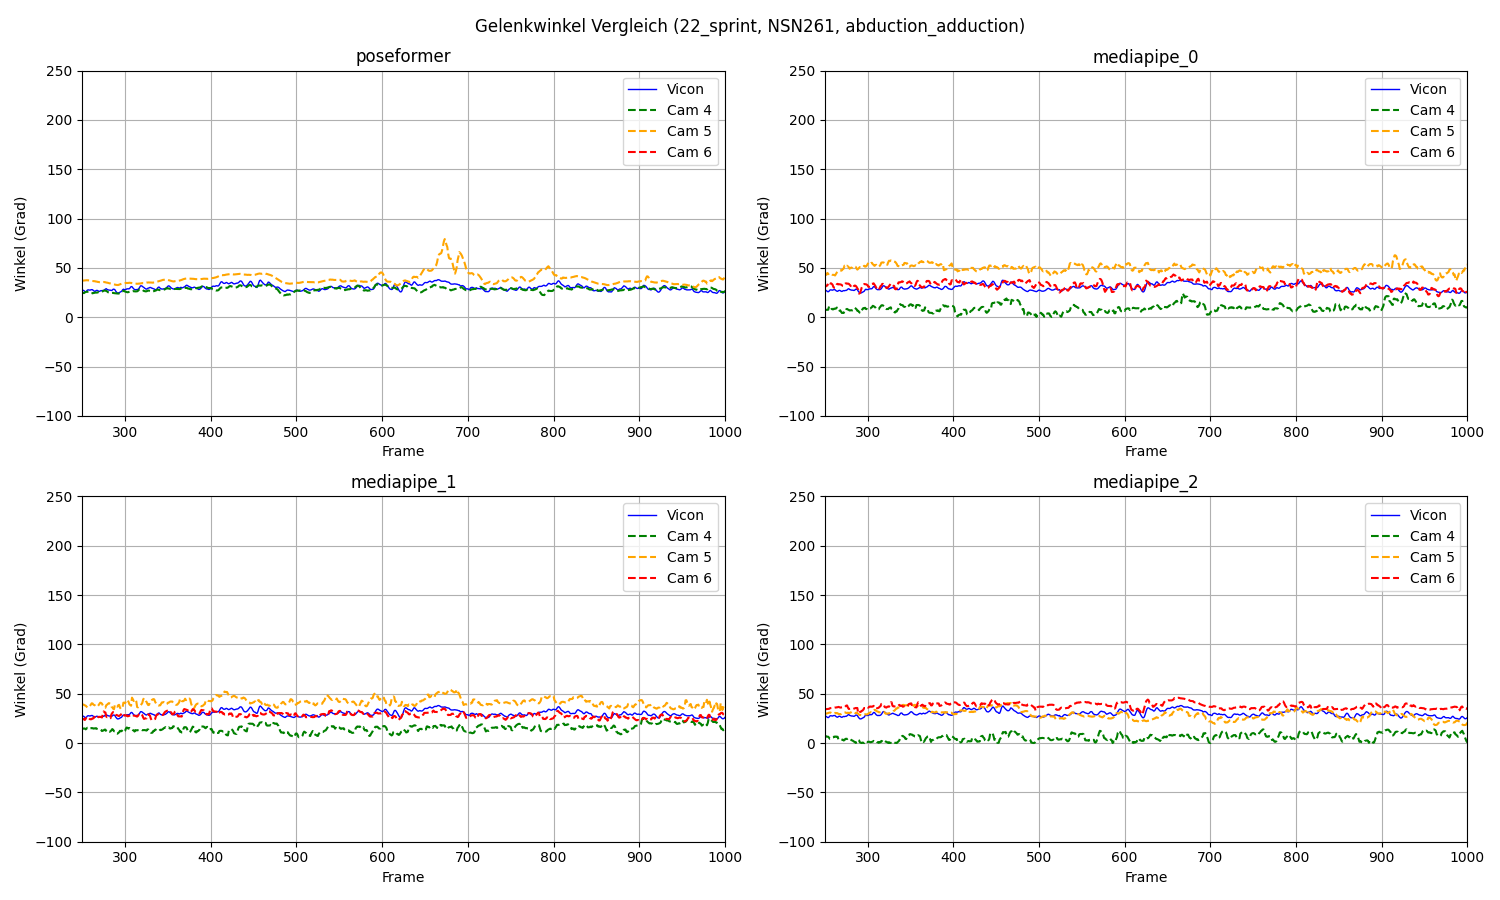 Gelenkwinkel Vergleich (22_sprint, NSN261, abduction_adduction)
poseformer
250
200
150
100
50
0
−50
−100
Winkel (Grad)
Vicon
Cam 4
Cam 5
Cam 6
300 400 500 600 700 800 900 1000
Frame
mediapipe_0
250
200
150
100
50
0
−50
−100
Winkel (Grad)
Vicon
Cam 4
Cam 5
Cam 6
300 400 500 600 700 800 900 1000
Frame
mediapipe_1
250
200
150
100
50
0
−50
−100
Winkel (Grad)
Vicon
Cam 4
Cam 5
Cam 6
300 400 500 600 700 800 900 1000
Frame
mediapipe_2
250
200
150
100
50
0
−50
−100
Winkel (Grad)
Vicon
Cam 4
Cam 5
Cam 6
300 400 500 600 700 800 900 1000
Frame